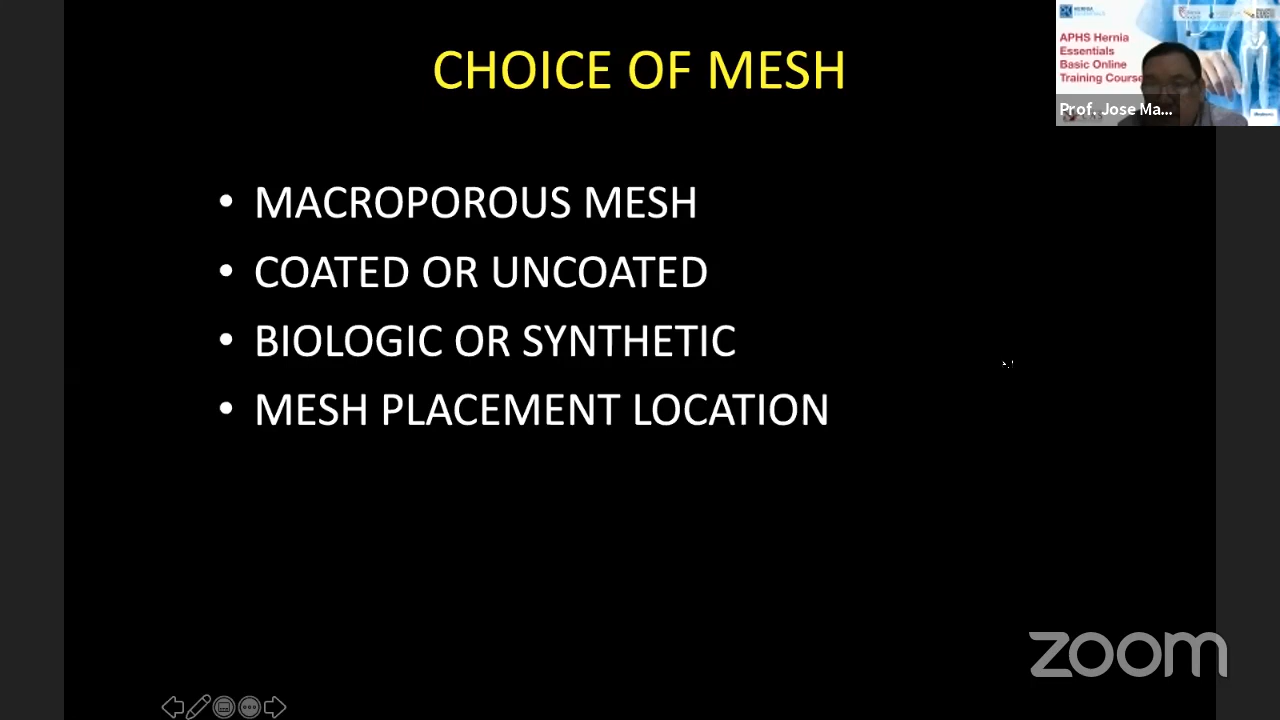 CHOICE OF MESH
• MACROPOROUS MESH
• COATED OR UNCOATED
• BIOLOGIC OR SYNTHETIC
• MESH PLACEMENT LOCATION
APHS Hernia
Essentials
Basic Online
Training Course
Prof. Jose Ma...
zoom